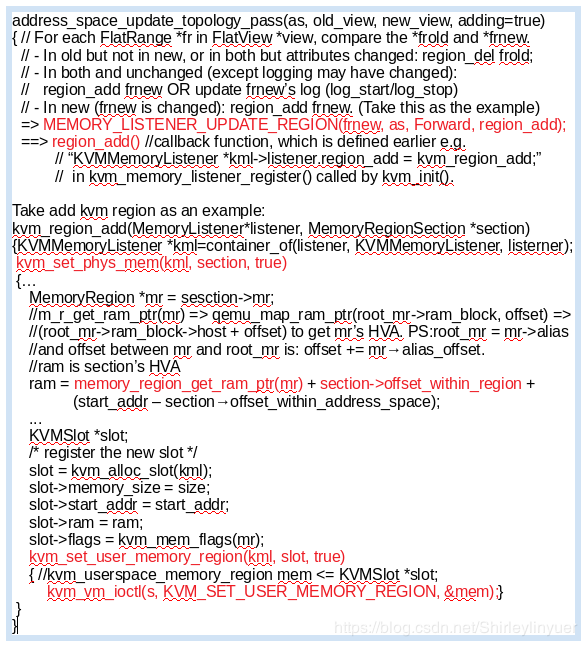 address_space_update_topology_pass(as, old_view, new_view, adding=true)
{ // For each FlatRange *fr in FlatView *view, compare the *frold and *frnew.
// - In old but not in new, or in both but attributes changed: region_del frold;
// - In both and unchanged (except logging may have changed):
// region_add frnew OR update frnew's log (log_start/log_stop)
// - In new (frnew is changed): region_add frnew. (Take this as the example)
=> MEMORY_LISTENER_UPDATE_REGION(frnew, as, Forward, region_add);
==> region_add() //callback function, which is defined earlier e.g.
// “KVMMemoryListener *kml->listener.region_add = kvm_region_add;”
// in kvm_memory_listener_register() called by kvm_init().
Take add kvm region as an example:
kvm_region_add(MemoryListener*listener, MemoryRegionSection *section)
{KVMMemoryListener *kml=container_of(listener, KVMMemoryListener, listerner);
kvm_set_phys_mem(kml, section, true)
{…
MemoryRegion *mr = sesction->mr;
//m_r_get_ram_ptr(mr) => qemu_map_ram_ptr(root_mr->ram_block, offset) =>
//(root_mr->ram_block->host + offset) to get mr’s HVA. PS:root_mr = mr->alias
//and offset between mr and root_mr is: offset += mr→alias_offset.
//ram is section’s HVA
ram = memory_region_get_ram_ptr(mr) + section->offset_within_region +
(start_addr – section→offset_within_address_space);
...
KVMSlot *slot;
/* register the new slot */
slot = kvm_alloc_slot(kml);
slot->memory_size = size;
slot->start_addr = start_addr;
slot->ram = ram;
slot->flags = kvm_mem_flags(mr);
kvm_set_user_memory_region(kml, slot, true)
{ //kvm_userspace_memory_region mem <= KVMSlot *slot;
kvm_vm_ioctl(s, KVM_SET_USER_MEMORY_REGION, &mem);}
}
}
https://blog.csdn.net/Shirleylinyuer